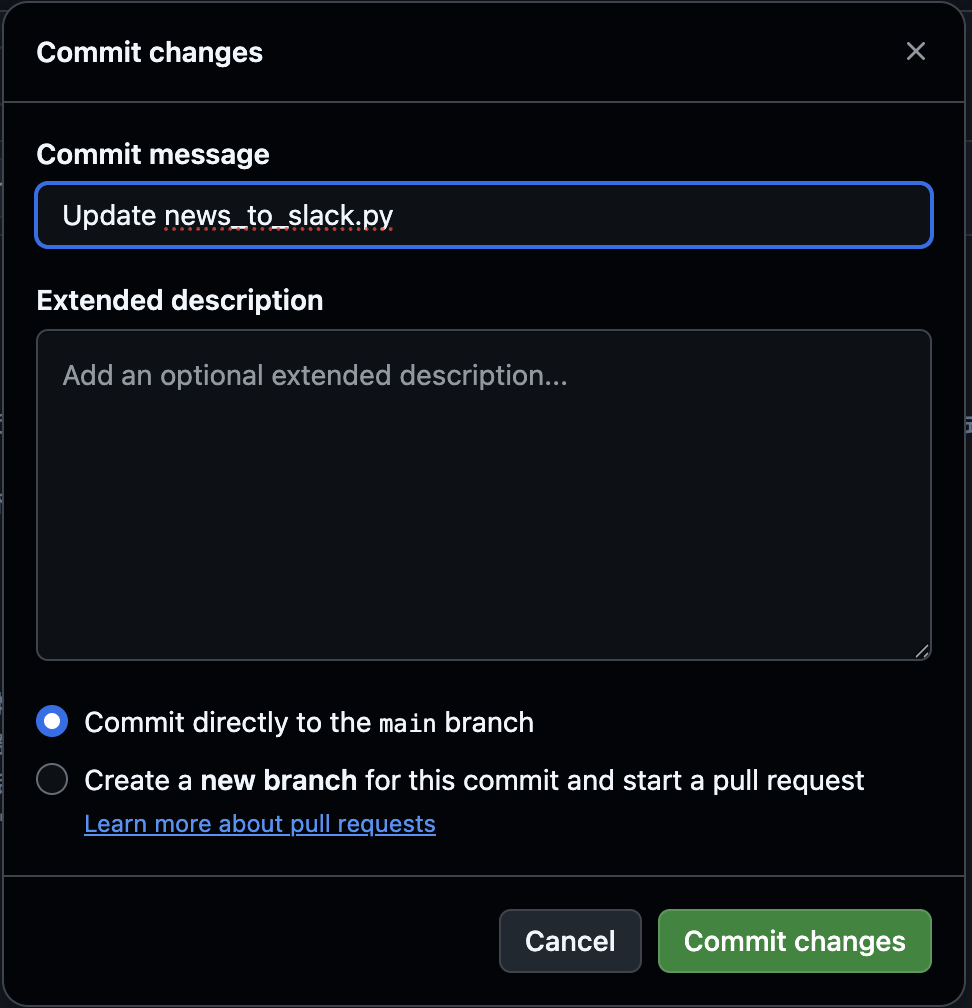 Commit changes
Commit message
Update news_to_slack.py
Extended description
Add an optional extended description...
Commit directly to the main branch
Create a new branch for this commit and start a pull request
Learn more about pull requests
Cancel
Commit changes